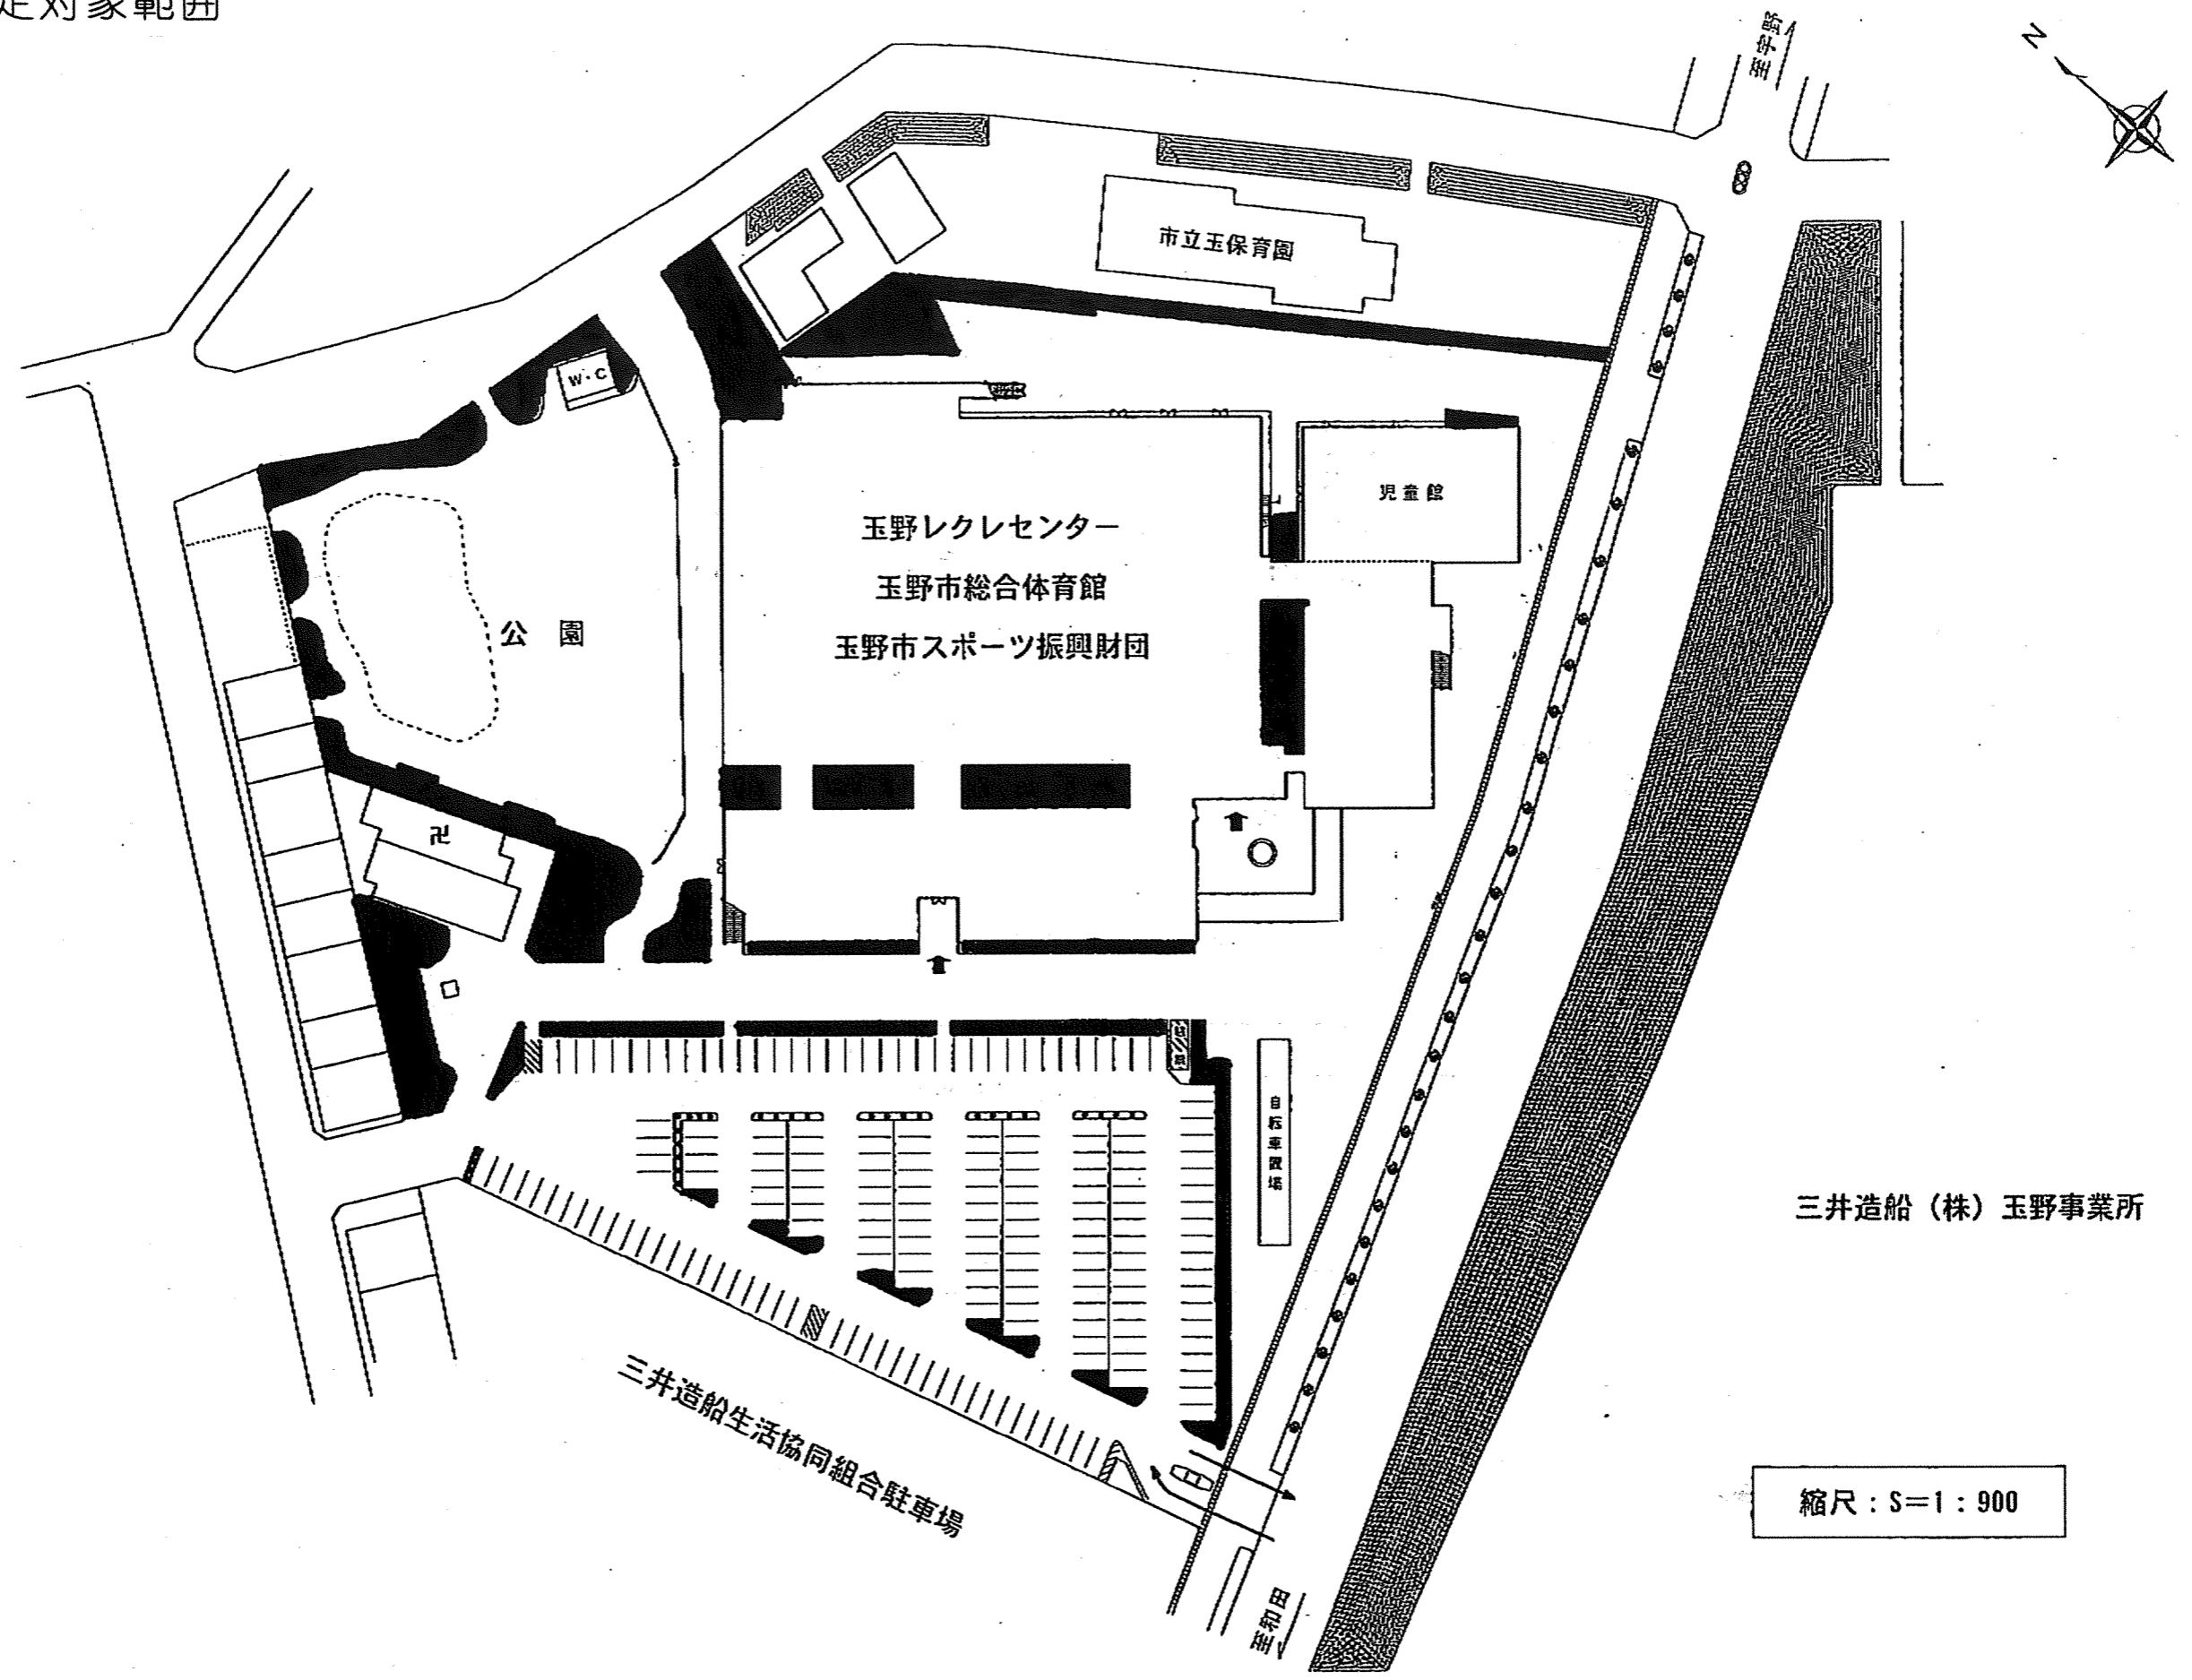 定対象範囲
至宇野
N
市立玉保育園
W・C
児童館
玉野レクレセンター
玉野市総合体育館
玉野市スポーツ振興財団
公園
卍
自転車置場
三井造船(株)玉野事業所
三井造船生活協同組合駐車場
縮尺:S=1:900
至和田